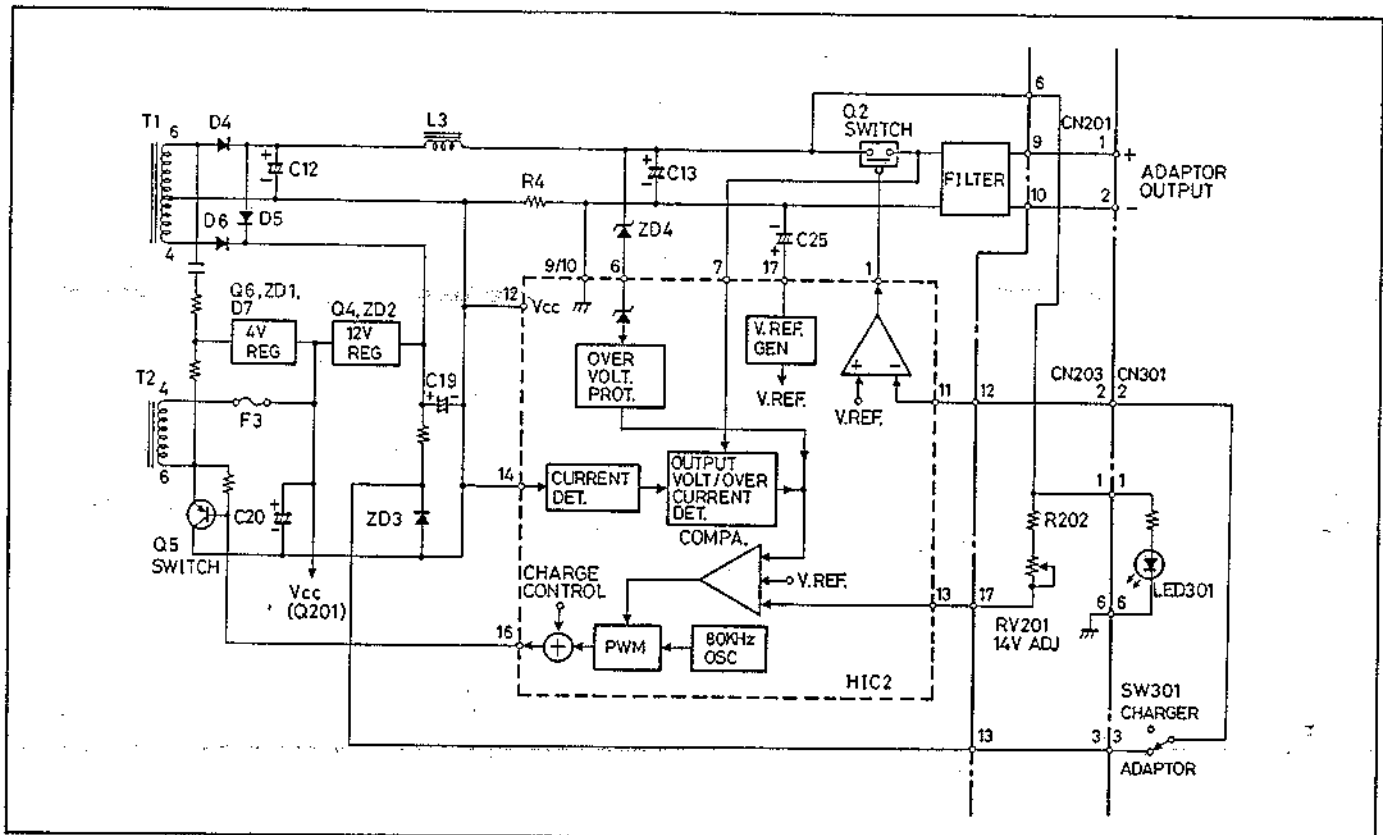 6
T1
6
D4
L3
Q2
SWITCH
CN201
9
1
+
ADAPTOR
OUTPUT
+
-
C12
+
-
C13
FILTER
R4
10
2
-
D6
D5
4
ZD4
-
+
C25
9/10
6
7
17
1
Q6,ZD1,
D7
4V
REG
Q4,ZD2
12V
REG
12
Vcc
V.REF.
GEN
V.REF.
OVER
VOLT.
PROT.
+
-
V.REF.
T2
4
F3
C19
+
-
CN203
CN301
11
12
2
2
6
14
CURRENT
DET.
OUTPUT
VOLT/OVER
CURRENT
DET.
COMPA.
1
1
R202
C20
+
-
ZD3
Q5
SWITCH
Vcc
(Q201)
CHARGE
CONTROL
V.REF.
LED301
13
17
6
6
RV201
14V ADJ
16
+
PWM
80KHz
OSC
HIC2
SW301
CHARGER
13
3
3
ADAPTOR